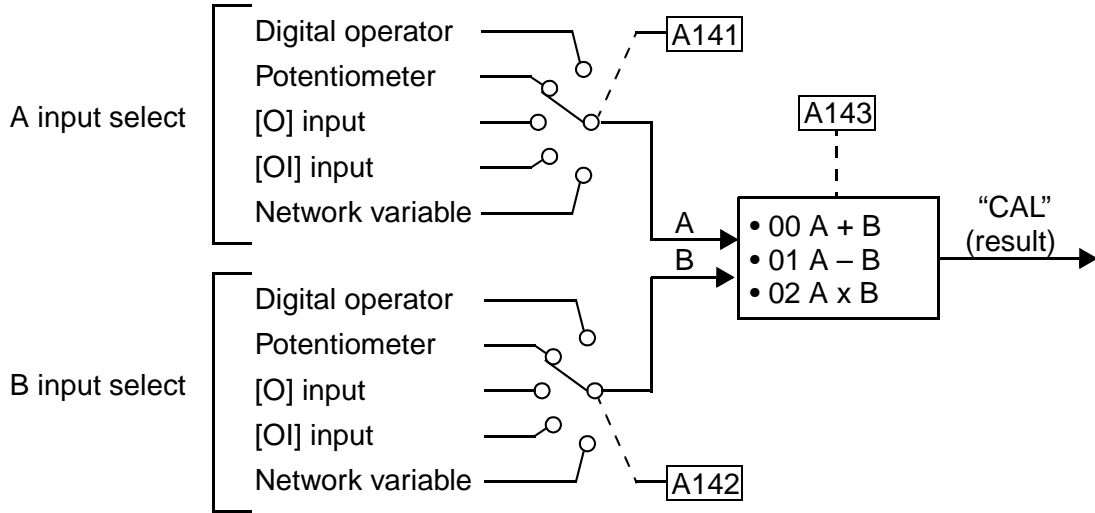 A input select
Digital operator
Potentiometer
[O] input
[OI] input
Network variable
A141
A143
A
B
• 00 A + B
• 01 A – B
• 02 A x B
“CAL”
(result)
B input select
Digital operator
Potentiometer
[O] input
[OI] input
Network variable
A142